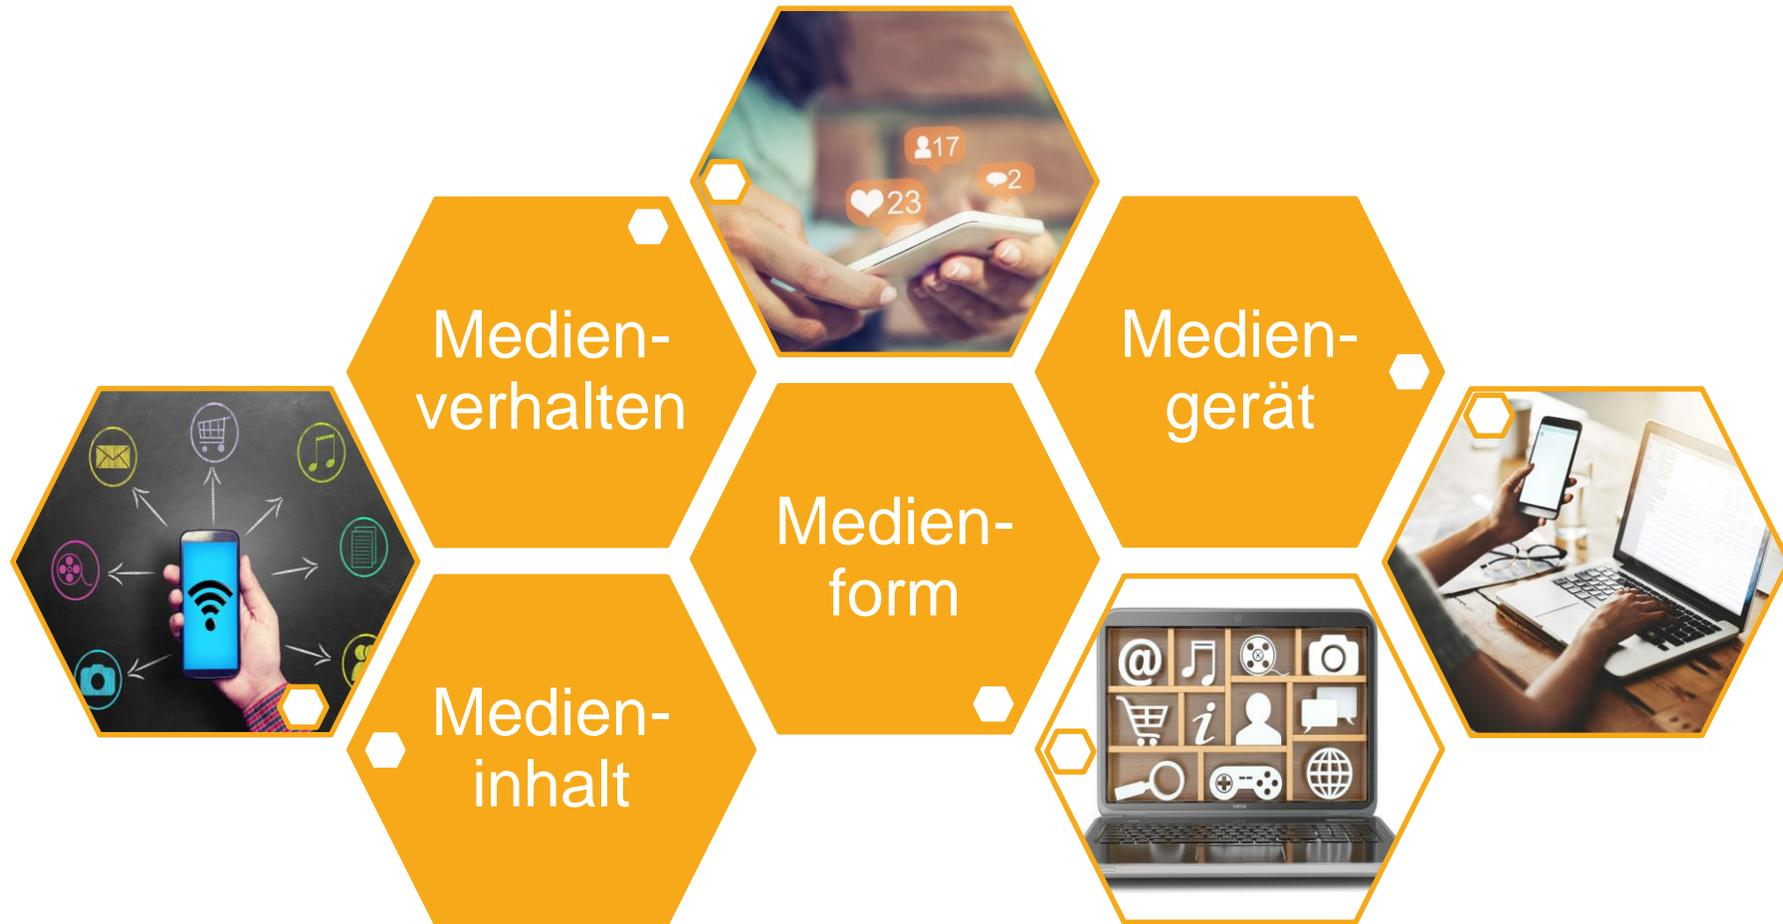 17
2
23
Medien-
verhalten
Medien-
gerät
Medien-
form
Medien-
inhalt
@
i